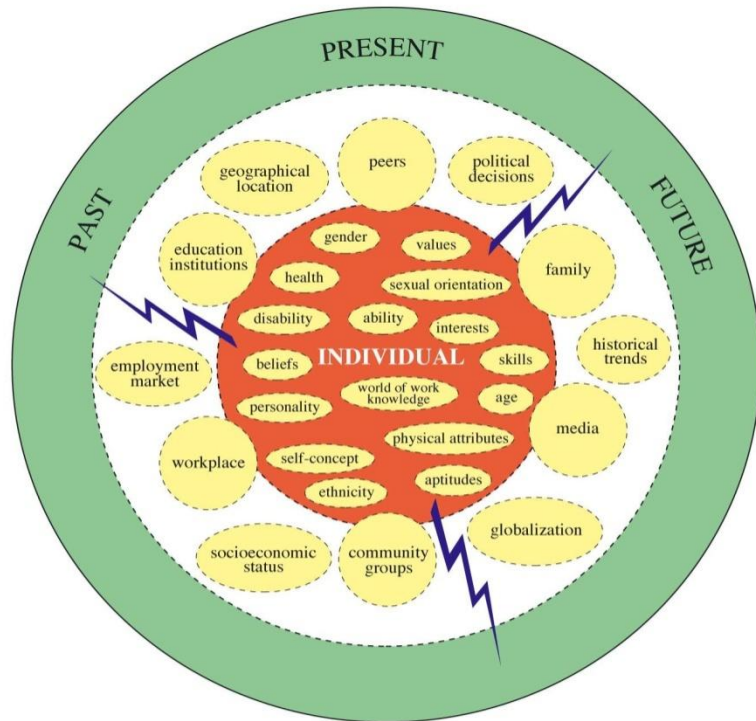 PRESENT
PAST
FUTURE
peers
political
decisions
geographical
location
education
institutions
family
historical
trends
employment
market
workplace
media
globalization
socioeconomic
status
community
groups
gender
values
health
sexual orientation
disability
ability
interests
INDIVIDUAL
beliefs
skills
world of work
knowledge
age
personality
physical attributes
self-concept
aptitudes
ethnicity